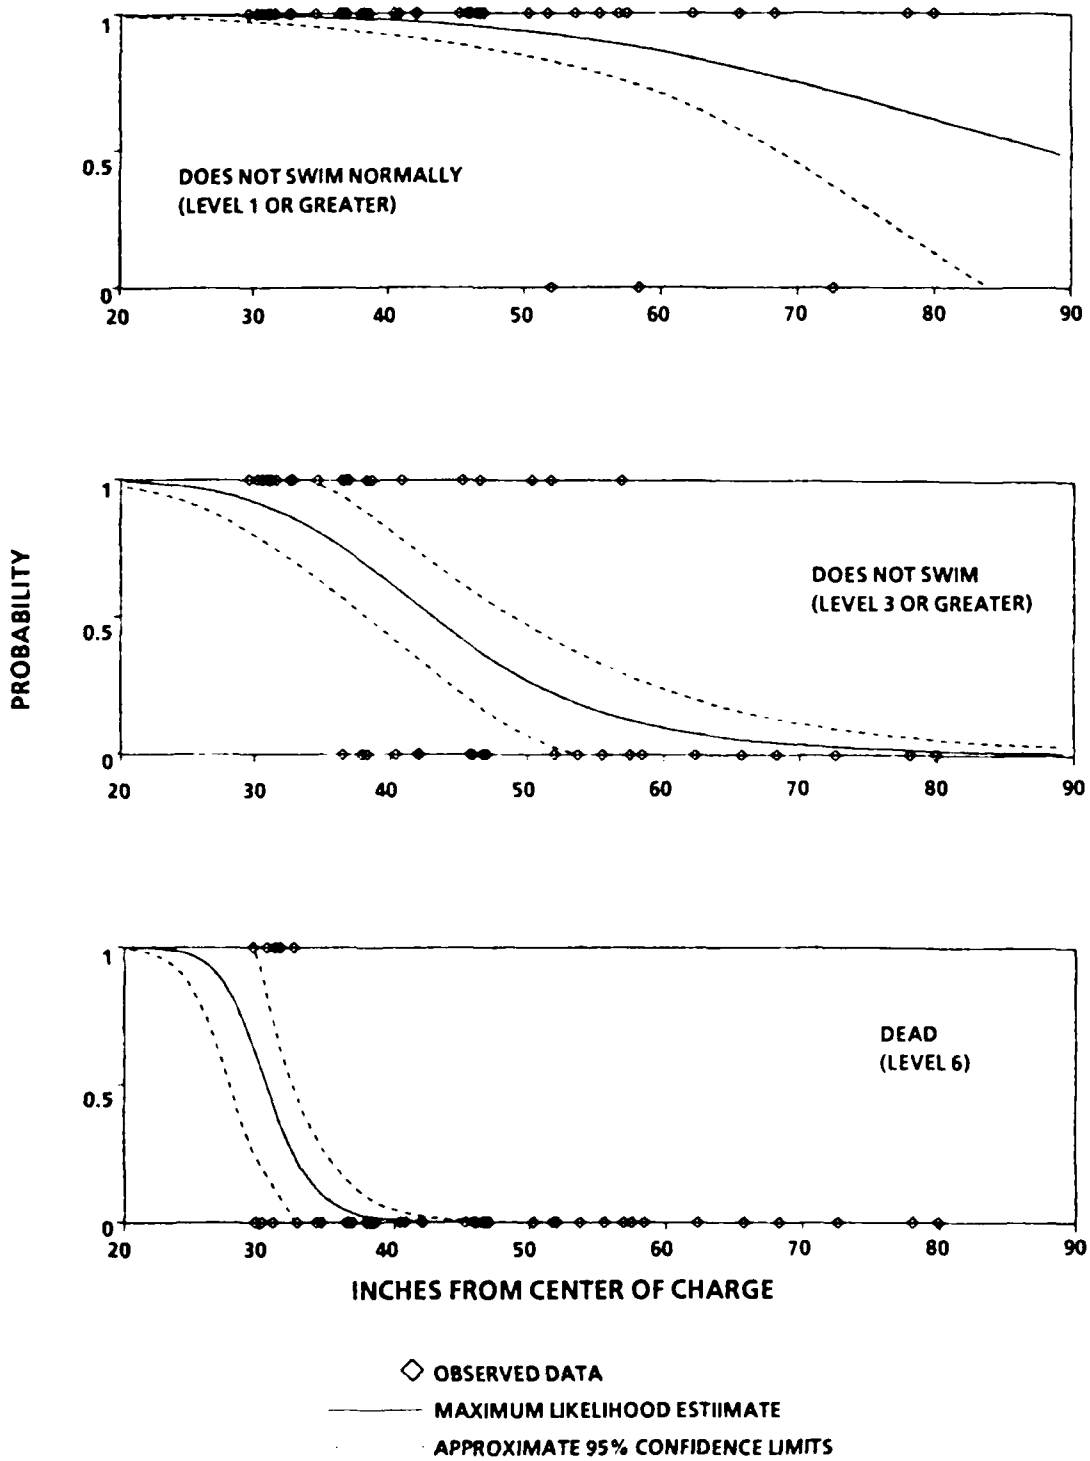 1
0.5
DOES NOT SWIM NORMALLY
(LEVEL 1 OR GREATER)
0
20 30 40 50 60 70 80 90
1
DOES NOT SWIM
(LEVEL 3 OR GREATER)
0.5
0
20 30 40 50 60 70 80 90
PROBABILITY
1
DEAD
(LEVEL 6)
0.5
0
20 30 40 50 60 70 80 90
INCHES FROM CENTER OF CHARGE
OBSERVED DATA
MAXIMUM LIKELIHOOD ESTIIMATE
APPROXIMATE 95% CONFIDENCE LIMITS